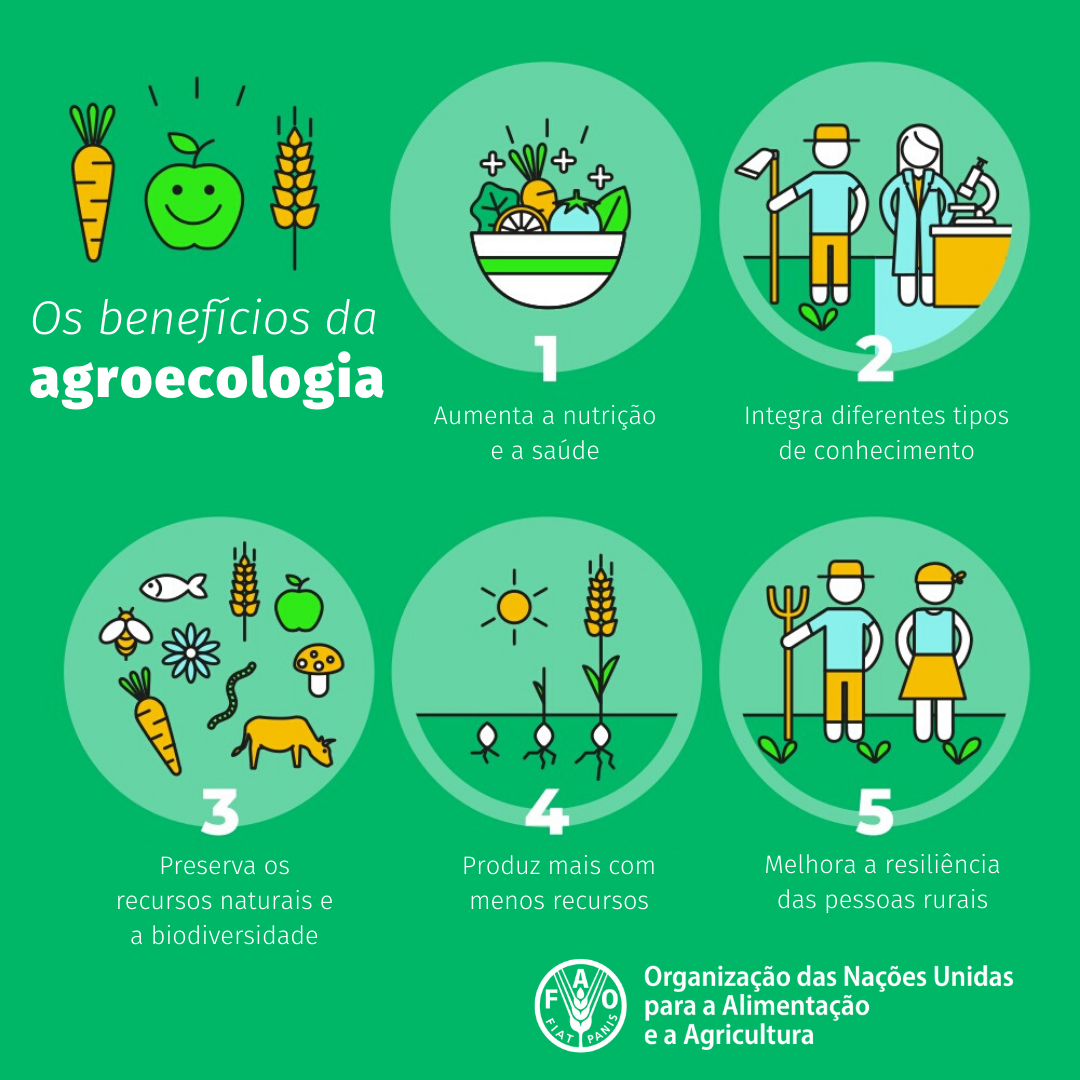 Os benefícios da
agroecologia
1
Aumenta a nutrição
e a saúde
2
Integra diferentes tipos
de conhecimento
3
Preserva os
recursos naturais e
a biodiversidade
4
Produz mais com
menos recursos
5
Melhora a resiliência
das pessoas rurais
F A O
FIAT PANIS
Organização das Nações Unidas
para a Alimentação
e a Agricultura